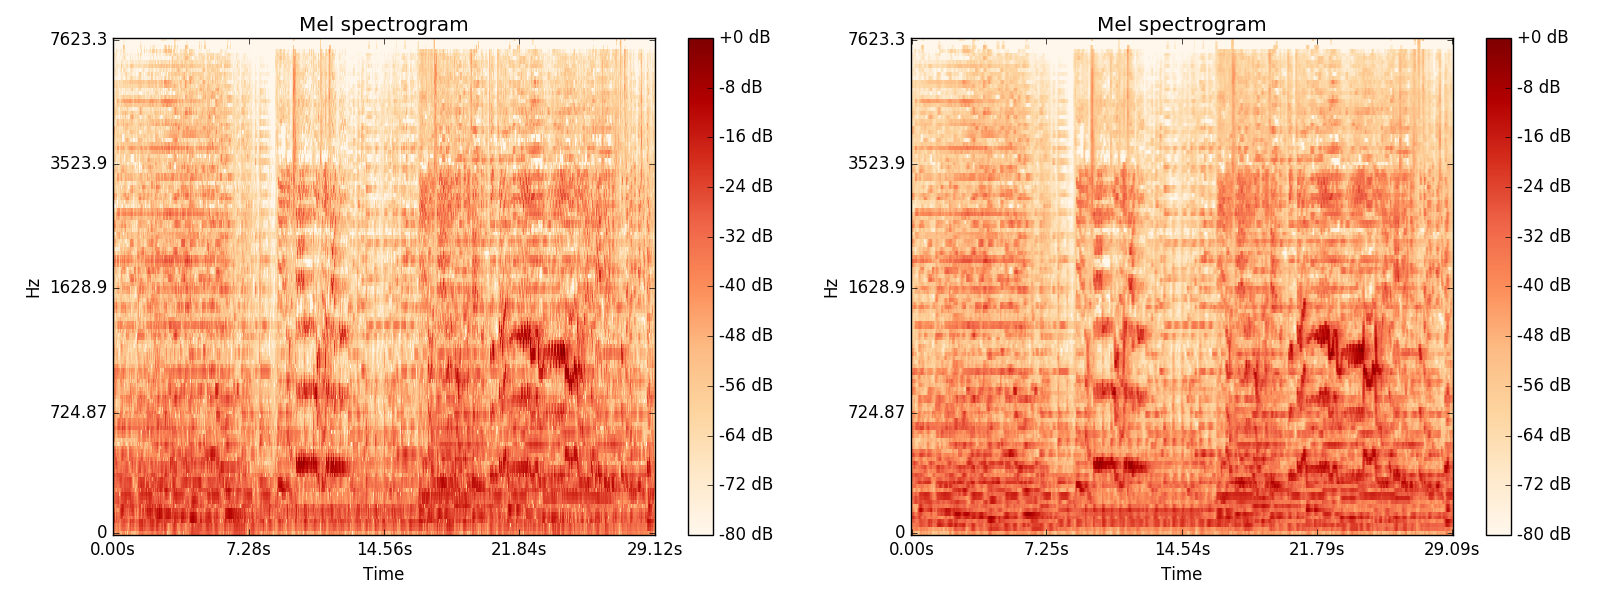 Mel spectrogram
7623.3
3523.9
1628.9
724.87
0
Hz
0.00s 7.28s 14.56s 21.84s 29.12s
Time
+0 dB
-8 dB
-16 dB
-24 dB
-32 dB
-40 dB
-48 dB
-56 dB
-64 dB
-72 dB
-80 dB
Mel spectrogram
7623.3
3523.9
1628.9
724.87
0
Hz
0.00s 7.25s 14.54s 21.79s 29.09s
Time
+0 dB
-8 dB
-16 dB
-24 dB
-32 dB
-40 dB
-48 dB
-56 dB
-64 dB
-72 dB
-80 dB